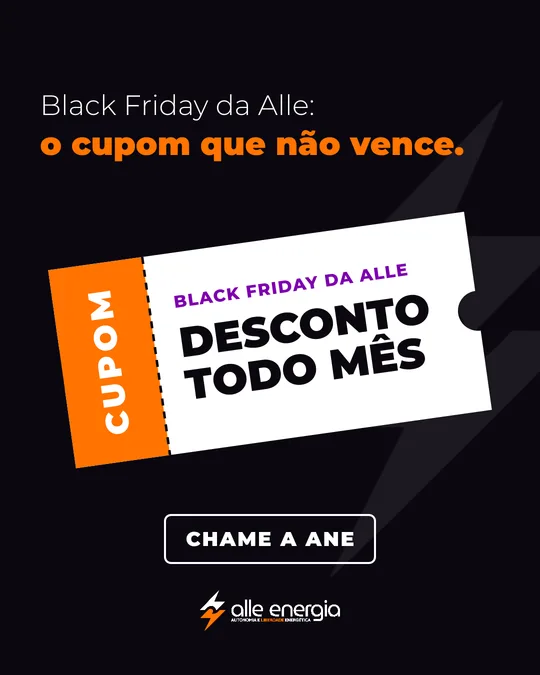 Black Friday da Alle:
o cupom que não vence.
CUPOM
BLACK FRIDAY DA ALLE
DESCONTO
TODO MÊS
CHAME A ANE
alle energia
AUTONOMIA E LIBERDADE ENERGÉTICA